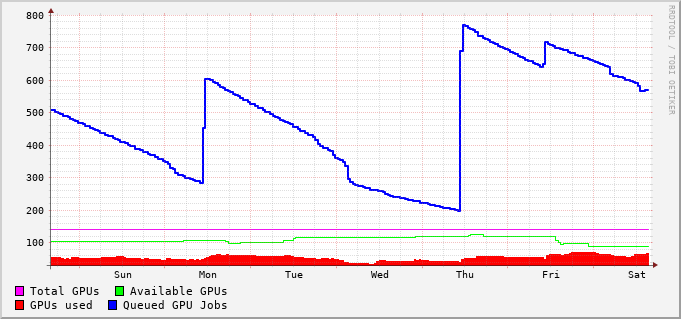 800
700
600
500
400
300
200
100
Sun Mon Tue Wed Thu Fri Sat
Total GPUs Available GPUs
GPUs used Queued GPU Jobs
RRDTOOL / TOBI OETIKER